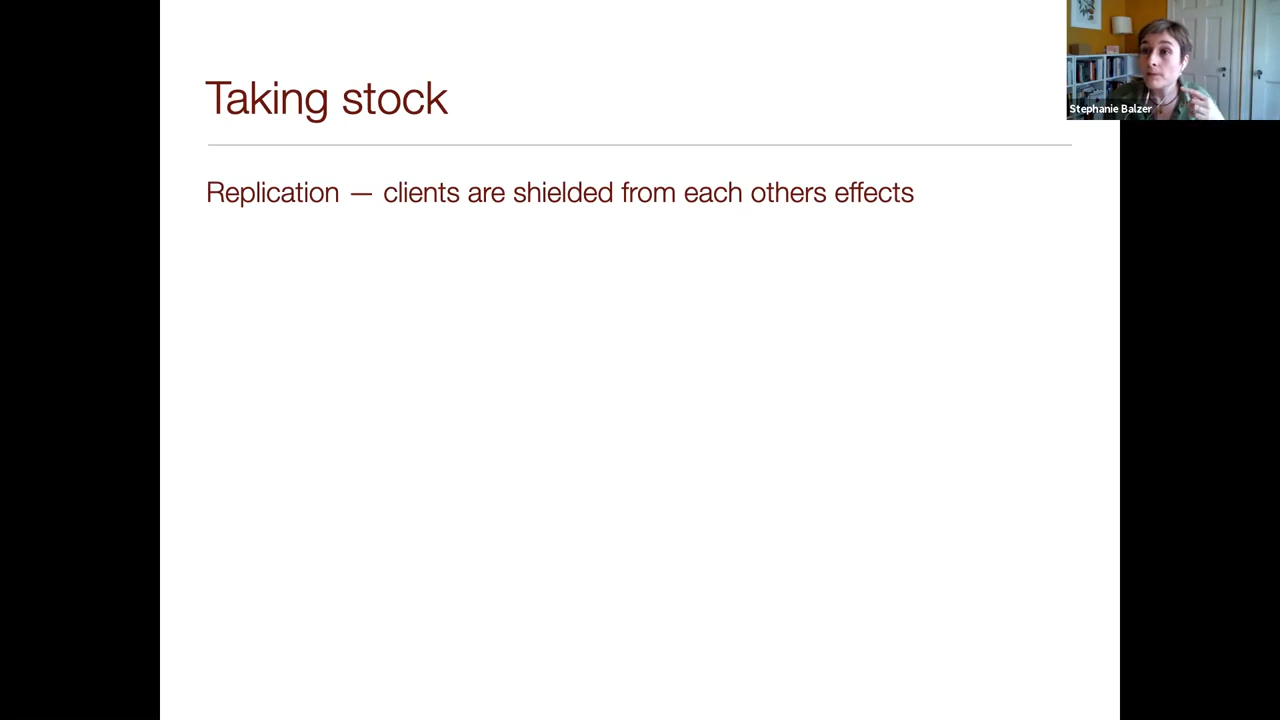 Taking stock
Stephanie Balzer
Replication — clients are shielded from each others effects